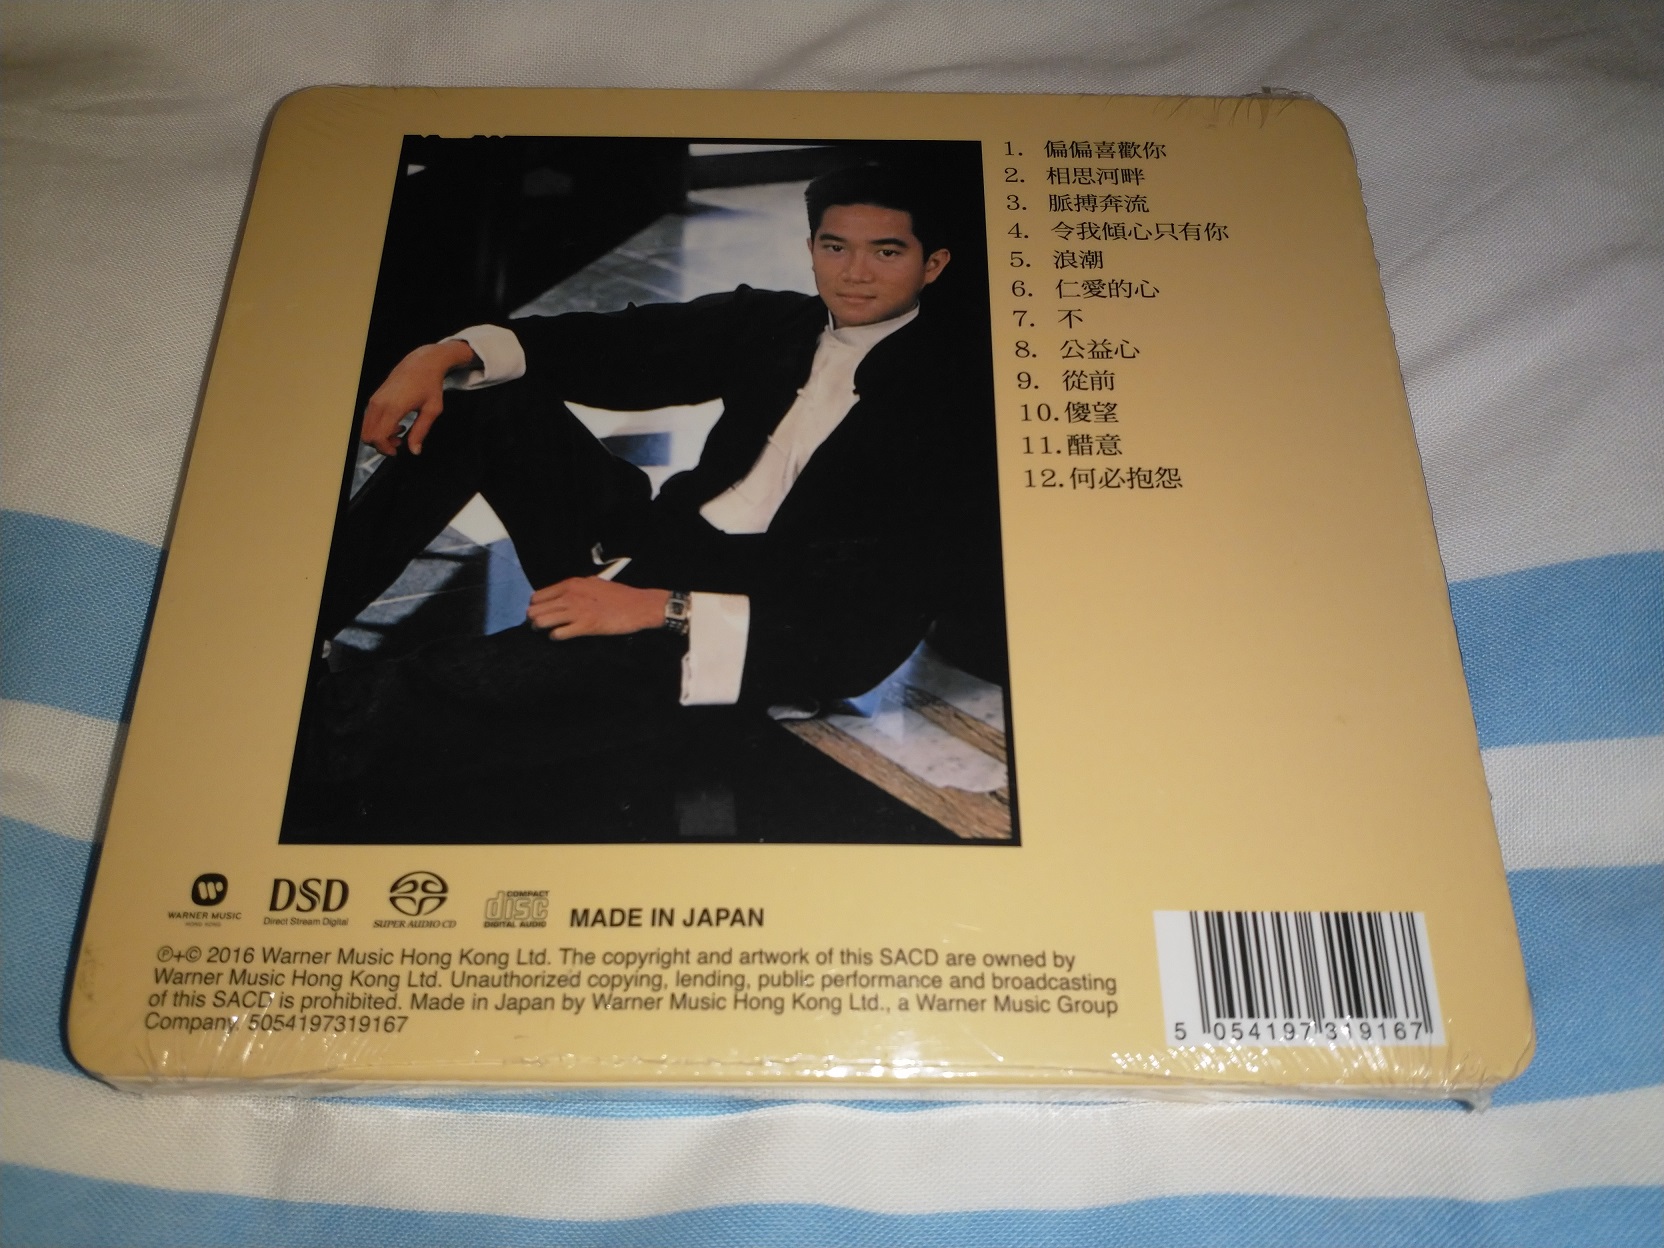 1. 偏偏喜歡你
2. 相思河畔
3. 脈搏奔流
4. 令我傾心只有你
5. 浪潮
6. 仁愛的心
7. 不
8. 公益心
9. 從前
10. 傻望
11. 醋意
12. 何必抱怨
WARNER MUSIC
HONG KONG
DSD
Direct Stream Digital
SUPER AUDIO CD
COMPACT
disc
DIGITAL AUDIO
MADE IN JAPAN
℗+© 2016 Warner Music Hong Kong Ltd. The copyright and artwork of this SACD are owned by
Warner Music Hong Kong Ltd. Unauthorized copying, lending, public performance and broadcasting
of this SACD is prohibited. Made in Japan by Warner Music Hong Kong Ltd., a Warner Music Group
Company. 5054197319167
5 054197 319167